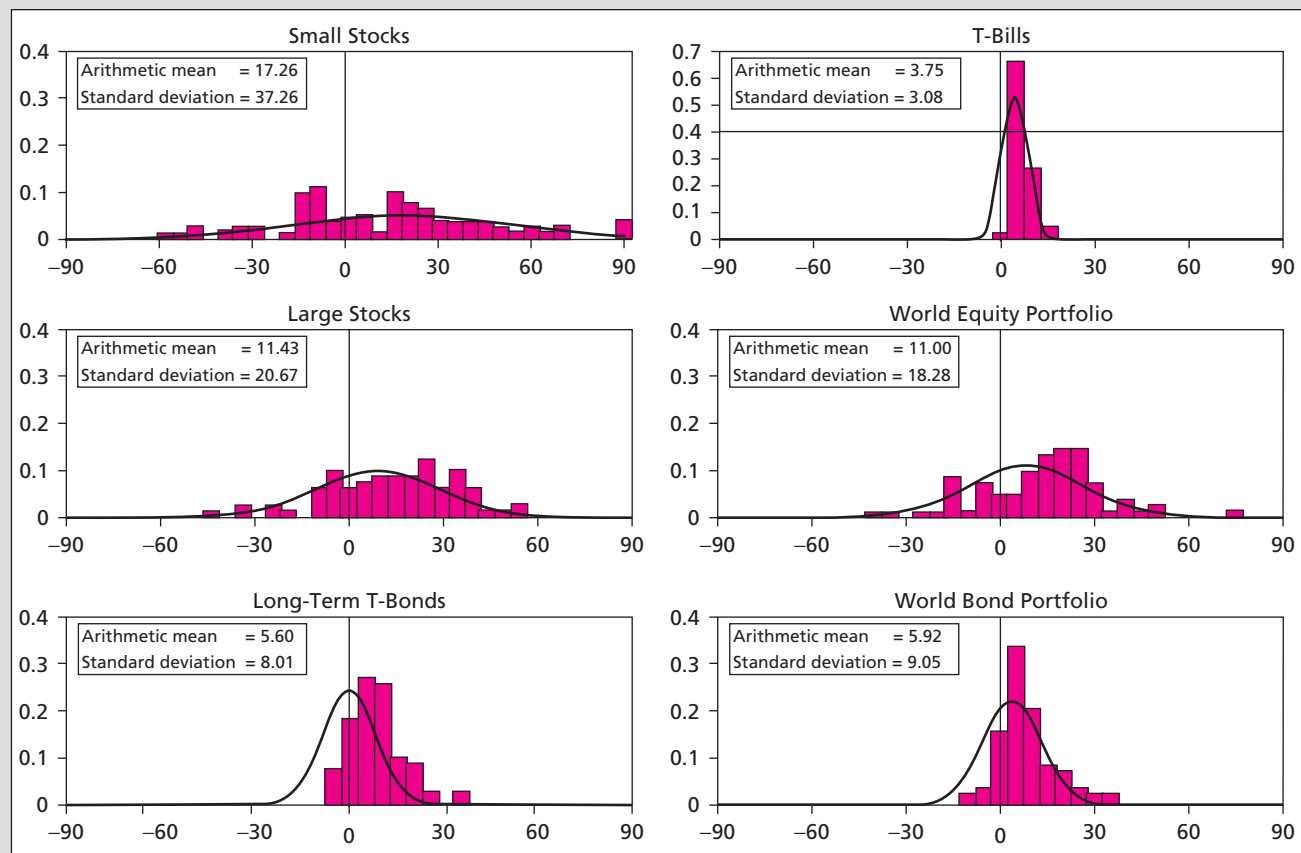 Small Stocks
0.4
0.3
0.2
0.1
0
Arithmetic mean = 17.26
Standard deviation = 37.26
−90 −60 −30 0 30 60 90
T-Bills
0.7
0.6
0.5
0.4
0.3
0.2
0.1
0
Arithmetic mean = 3.75
Standard deviation = 3.08
−90 −60 −30 0 30 60 90
Large Stocks
0.4
0.3
0.2
0.1
0
Arithmetic mean = 11.43
Standard deviation = 20.67
−90 −60 −30 0 30 60 90
World Equity Portfolio
0.4
0.3
0.2
0.1
0
Arithmetic mean = 11.00
Standard deviation = 18.28
−90 −60 −30 0 30 60 90
Long-Term T-Bonds
0.4
0.3
0.2
0.1
0
Arithmetic mean = 5.60
Standard deviation = 8.01
−90 −60 −30 0 30 60 90
World Bond Portfolio
0.4
0.3
0.2
0.1
0
Arithmetic mean = 5.92
Standard deviation = 9.05
−90 −60 −30 0 30 60 90